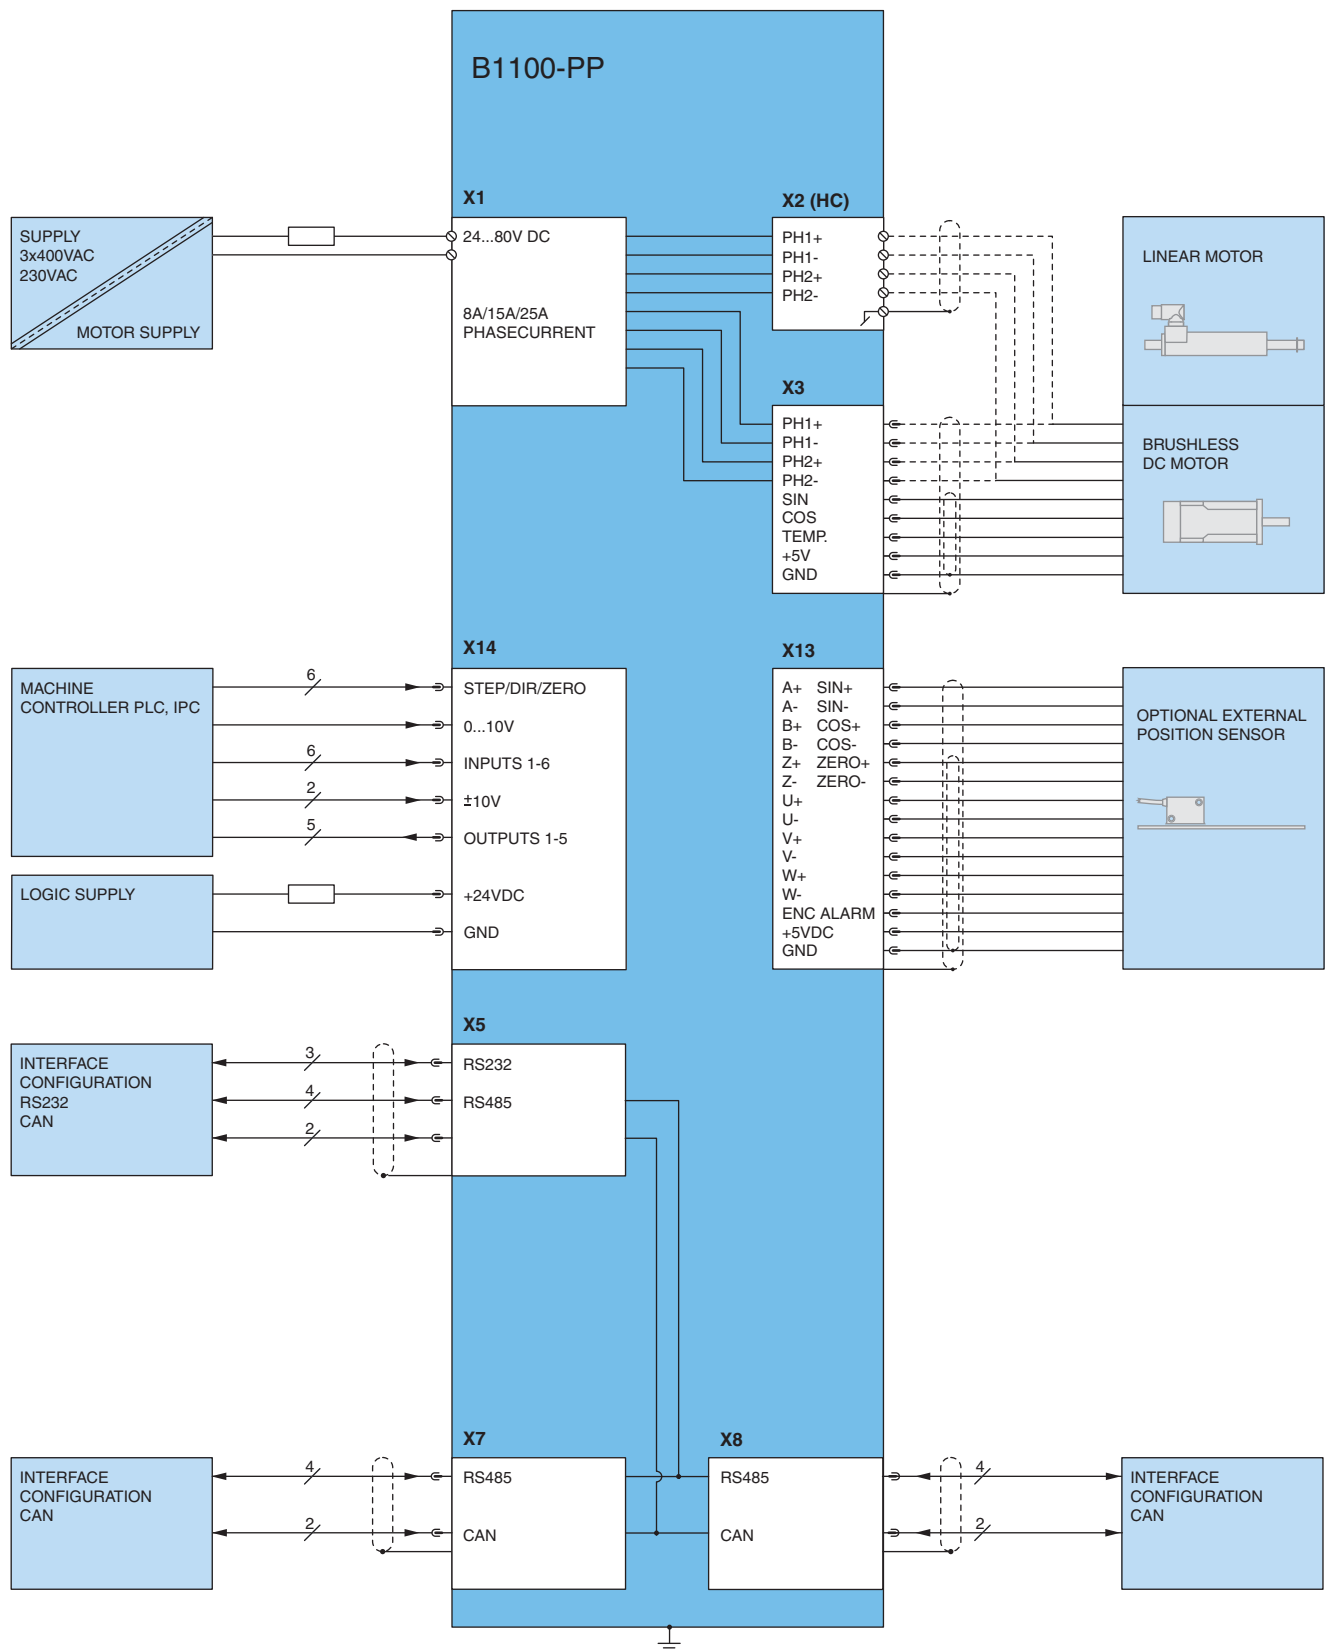 B1100-PP
X1
X2 (HC)
SUPPLY
3x400VAC
230VAC
MOTOR SUPPLY
24...80V DC
8A/15A/25A
PHASECURRENT
PH1+
PH1-
PH2+
PH2-
LINEAR MOTOR
X3
PH1+
PH1-
PH2+
PH2-
SIN
COS
TEMP.
+5V
GND
BRUSHLESS
DC MOTOR
X14
MACHINE
CONTROLLER PLC, IPC
6
STEP/DIR/ZERO
0...10V
6
INPUTS 1-6
2
±10V
5
OUTPUTS 1-5
LOGIC SUPPLY
+24VDC
GND
X13
A+ SIN+
A- SIN-
B+ COS+
B- COS-
Z+ ZERO+
Z- ZERO-
U+
U-
V+
V-
W+
W-
ENC ALARM
+5VDC
GND
OPTIONAL EXTERNAL
POSITION SENSOR
X5
INTERFACE
CONFIGURATION
RS232
CAN
3
RS232
4
RS485
2
X7
X8
INTERFACE
CONFIGURATION
CAN
4
RS485
2
CAN
RS485
CAN
4
2
INTERFACE
CONFIGURATION
CAN